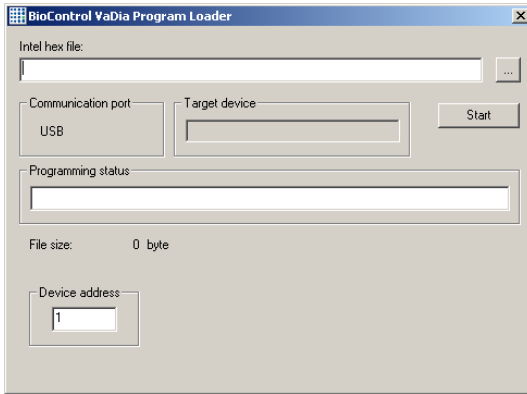 BioControl VaDia Program Loader
Intel hex file:
...
Communication port
Target device
USB
Start
Programming status
File size: 0 byte
Device address
1